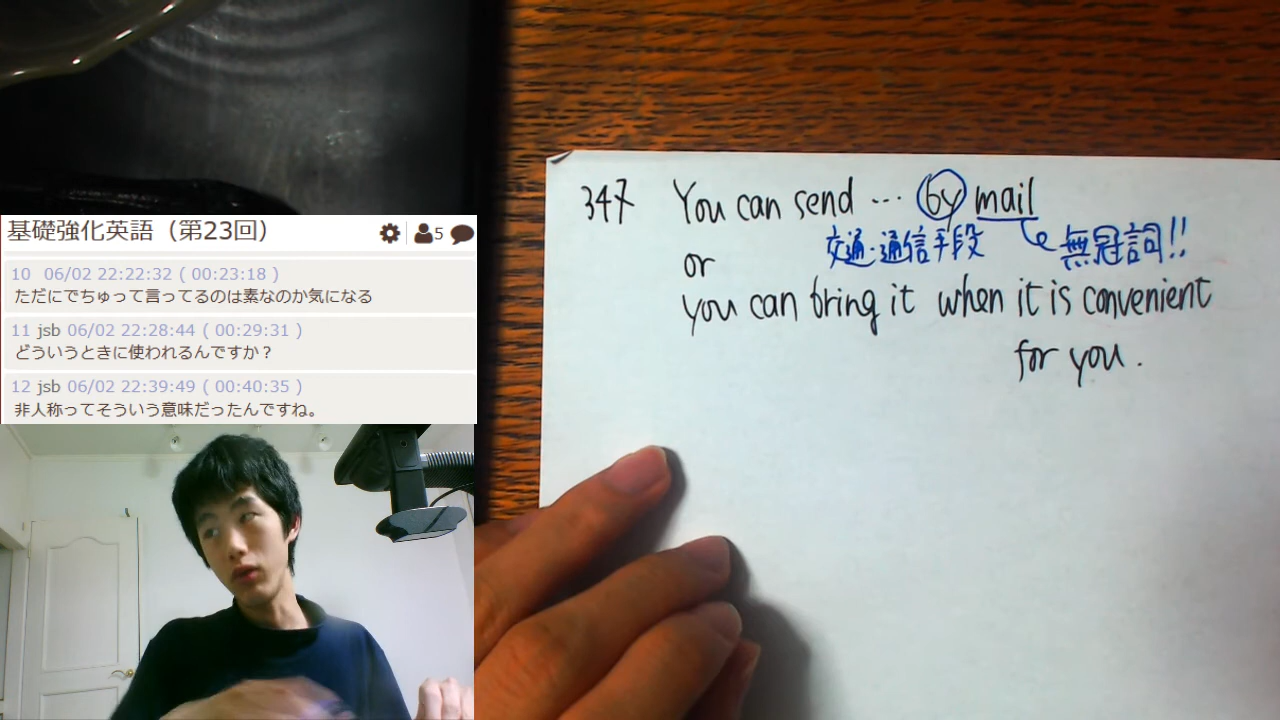 基礎強化英語（第23回）
5
10 06/02 22:22:32 ( 00:23:18 )
ただにでちゅって言ってるのは素なのか気になる
11 jsb 06/02 22:28:44 ( 00:29:31 )
どういうときに使われるんですか？
12 jsb 06/02 22:39:49 ( 00:40:35 )
非人称ってそういう意味だったんですね。
347 You can send … by mail
交通・通信手段 無冠詞!!
or
you can bring it when it is convenient
for you.